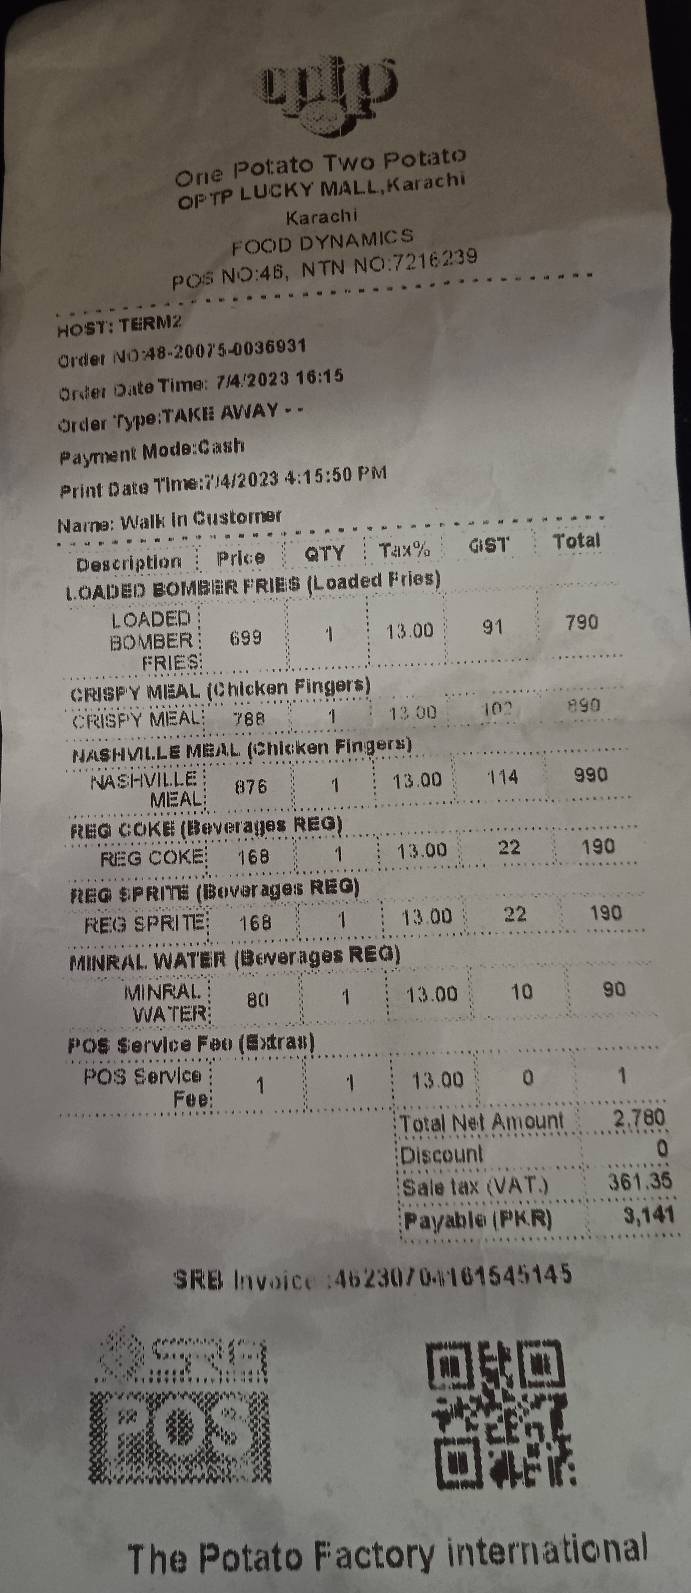 optp
One Potato Two Potato
OPTP LUCKY MALL,Karachi
Karachi
FOOD DYNAMICS
POS NO:46, NTN NO:7216239
HOST: TERM2
Order NO:48-20075-0036931
Order Date Time: 7/4/2023 16:15
Order Type:TAKE AWAY - -
Payment Mode:Cash
Print Date Time:7/4/2023 4:15:50 PM
Name: Walk in Customer
Description Price QTY Tax% GST Total
LOADED BOMBER FRIES (Loaded Fries)
LOADED
BOMBER 699 1 13.00 91 790
FRIES
CRISPY MEAL (Chicken Fingers)
CRISPY MEAL 788 1 13.00 102 890
NASHVILLE MEAL (Chicken Fingers)
NASHVILLE
MEAL 876 1 13.00 114 990
REG COKE (Beverages REG)
REG COKE 168 1 13.00 22 190
REG SPRITE (Beverages REG)
REG SPRITE 168 1 13.00 22 190
MINRAL WATER (Beverages REG)
MINRAL
WATER 80 1 13.00 10 90
POS Service Fee (Extras)
POS Service
Fee 1 1 13.00 0 1
Total Net Amount 2,780
Discount 0
Sale tax (VAT.) 361.35
Payable (PKR) 3,141
SRB Invoice :46230704161545145
SRB
POS
The Potato Factory international